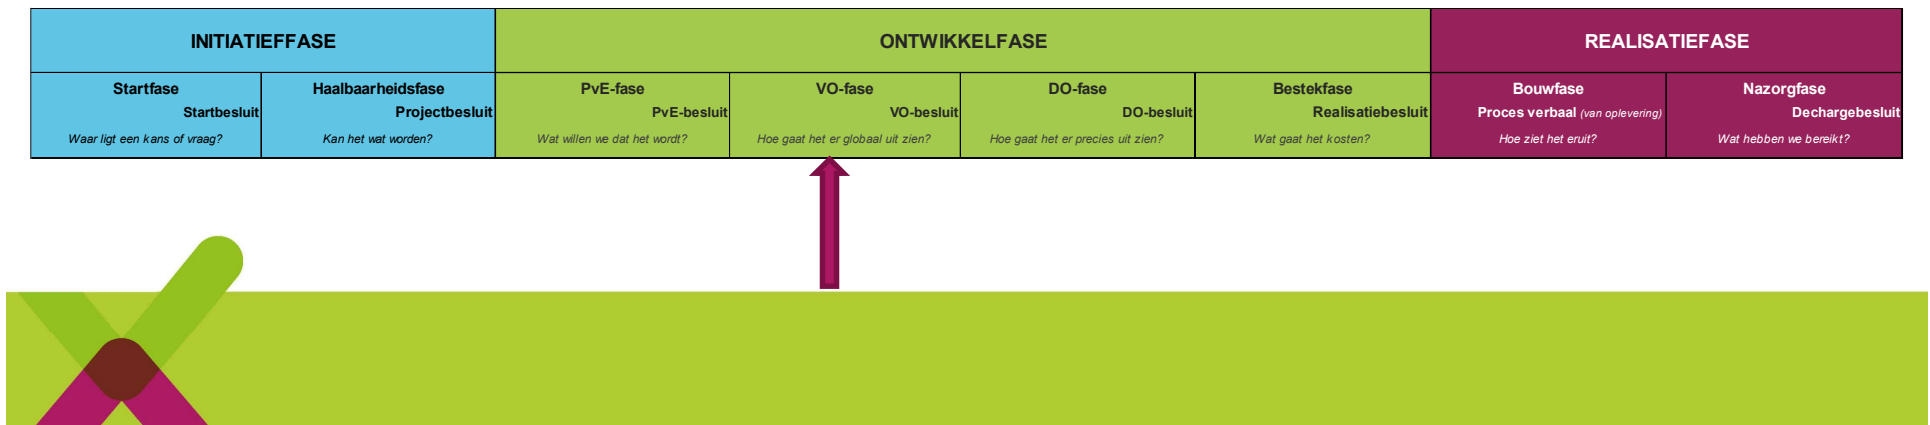 INITIATIEFFASE
ONTWIKKELFASE
REALISATIEFASE
Startfase
Startbesluit
Waar ligt een kans of vraag?
Haalbaarheidsfase
Projectbesluit
Kan het wat worden?
PvE-fase
PvE-besluit
Wat willen we dat het wordt?
VO-fase
VO-besluit
Hoe gaat het er globaal uit zien?
DO-fase
DO-besluit
Hoe gaat het er precies uit zien?
Bestekfase
Realisatiebesluit
Wat gaat het kosten?
Bouwfase
Proces verbaal (van oplevering)
Hoe ziet het eruit?
Nazorgfase
Dechargebesluit
Wat hebben we bereikt?